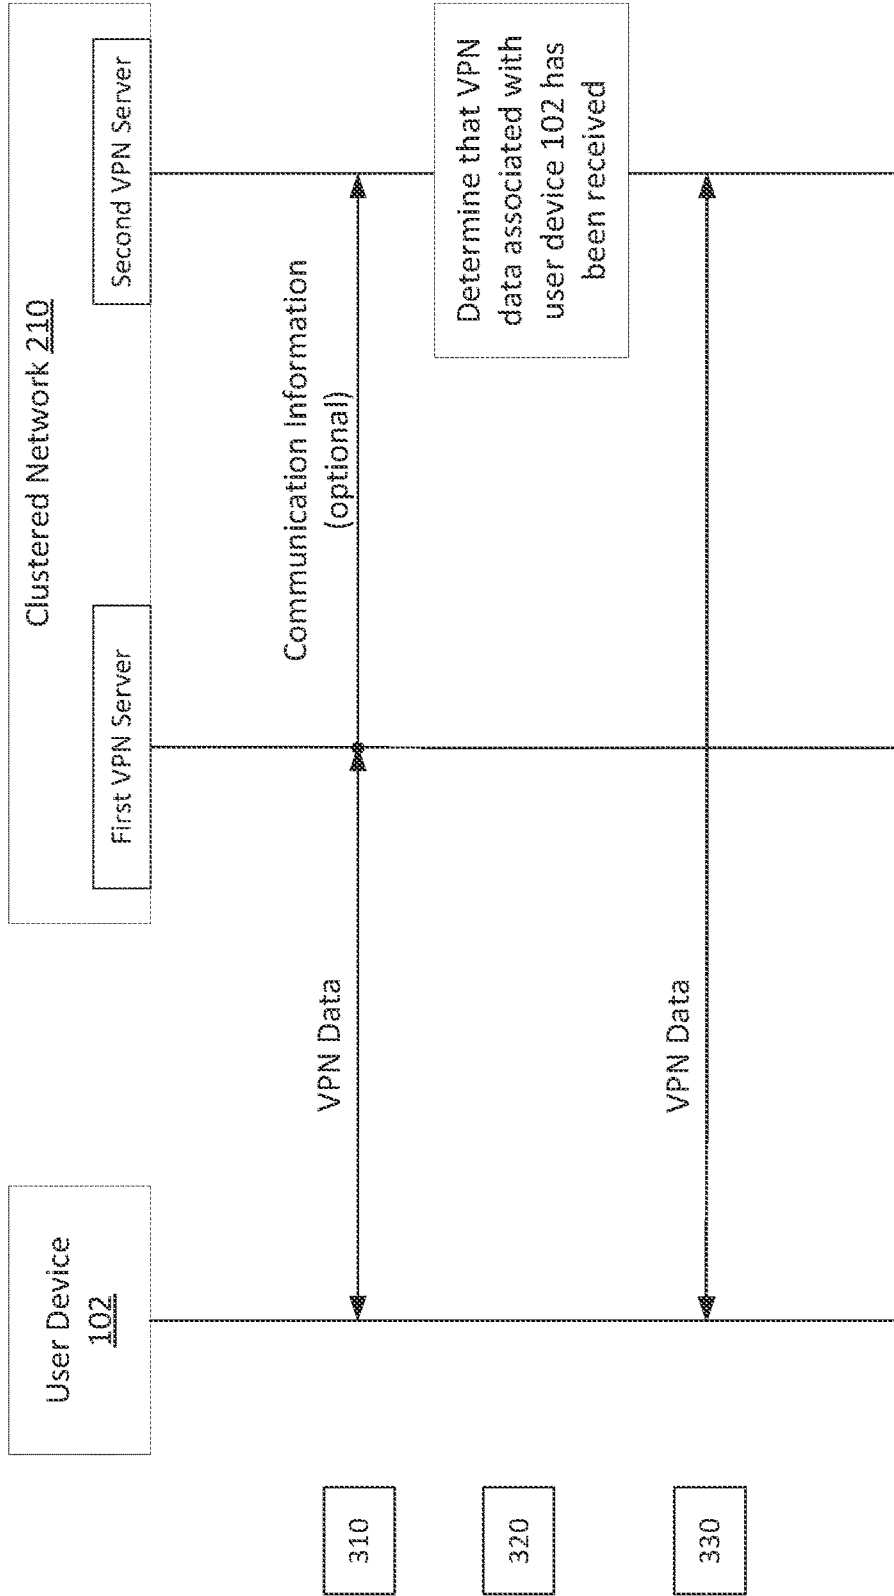 User Device
102
Clustered Network 210
First VPN Server
Second VPN Server
310
VPN Data
Communication Information
(optional)
320
Determine that VPN
data associated with
user device 102 has
been received
330
VPN Data